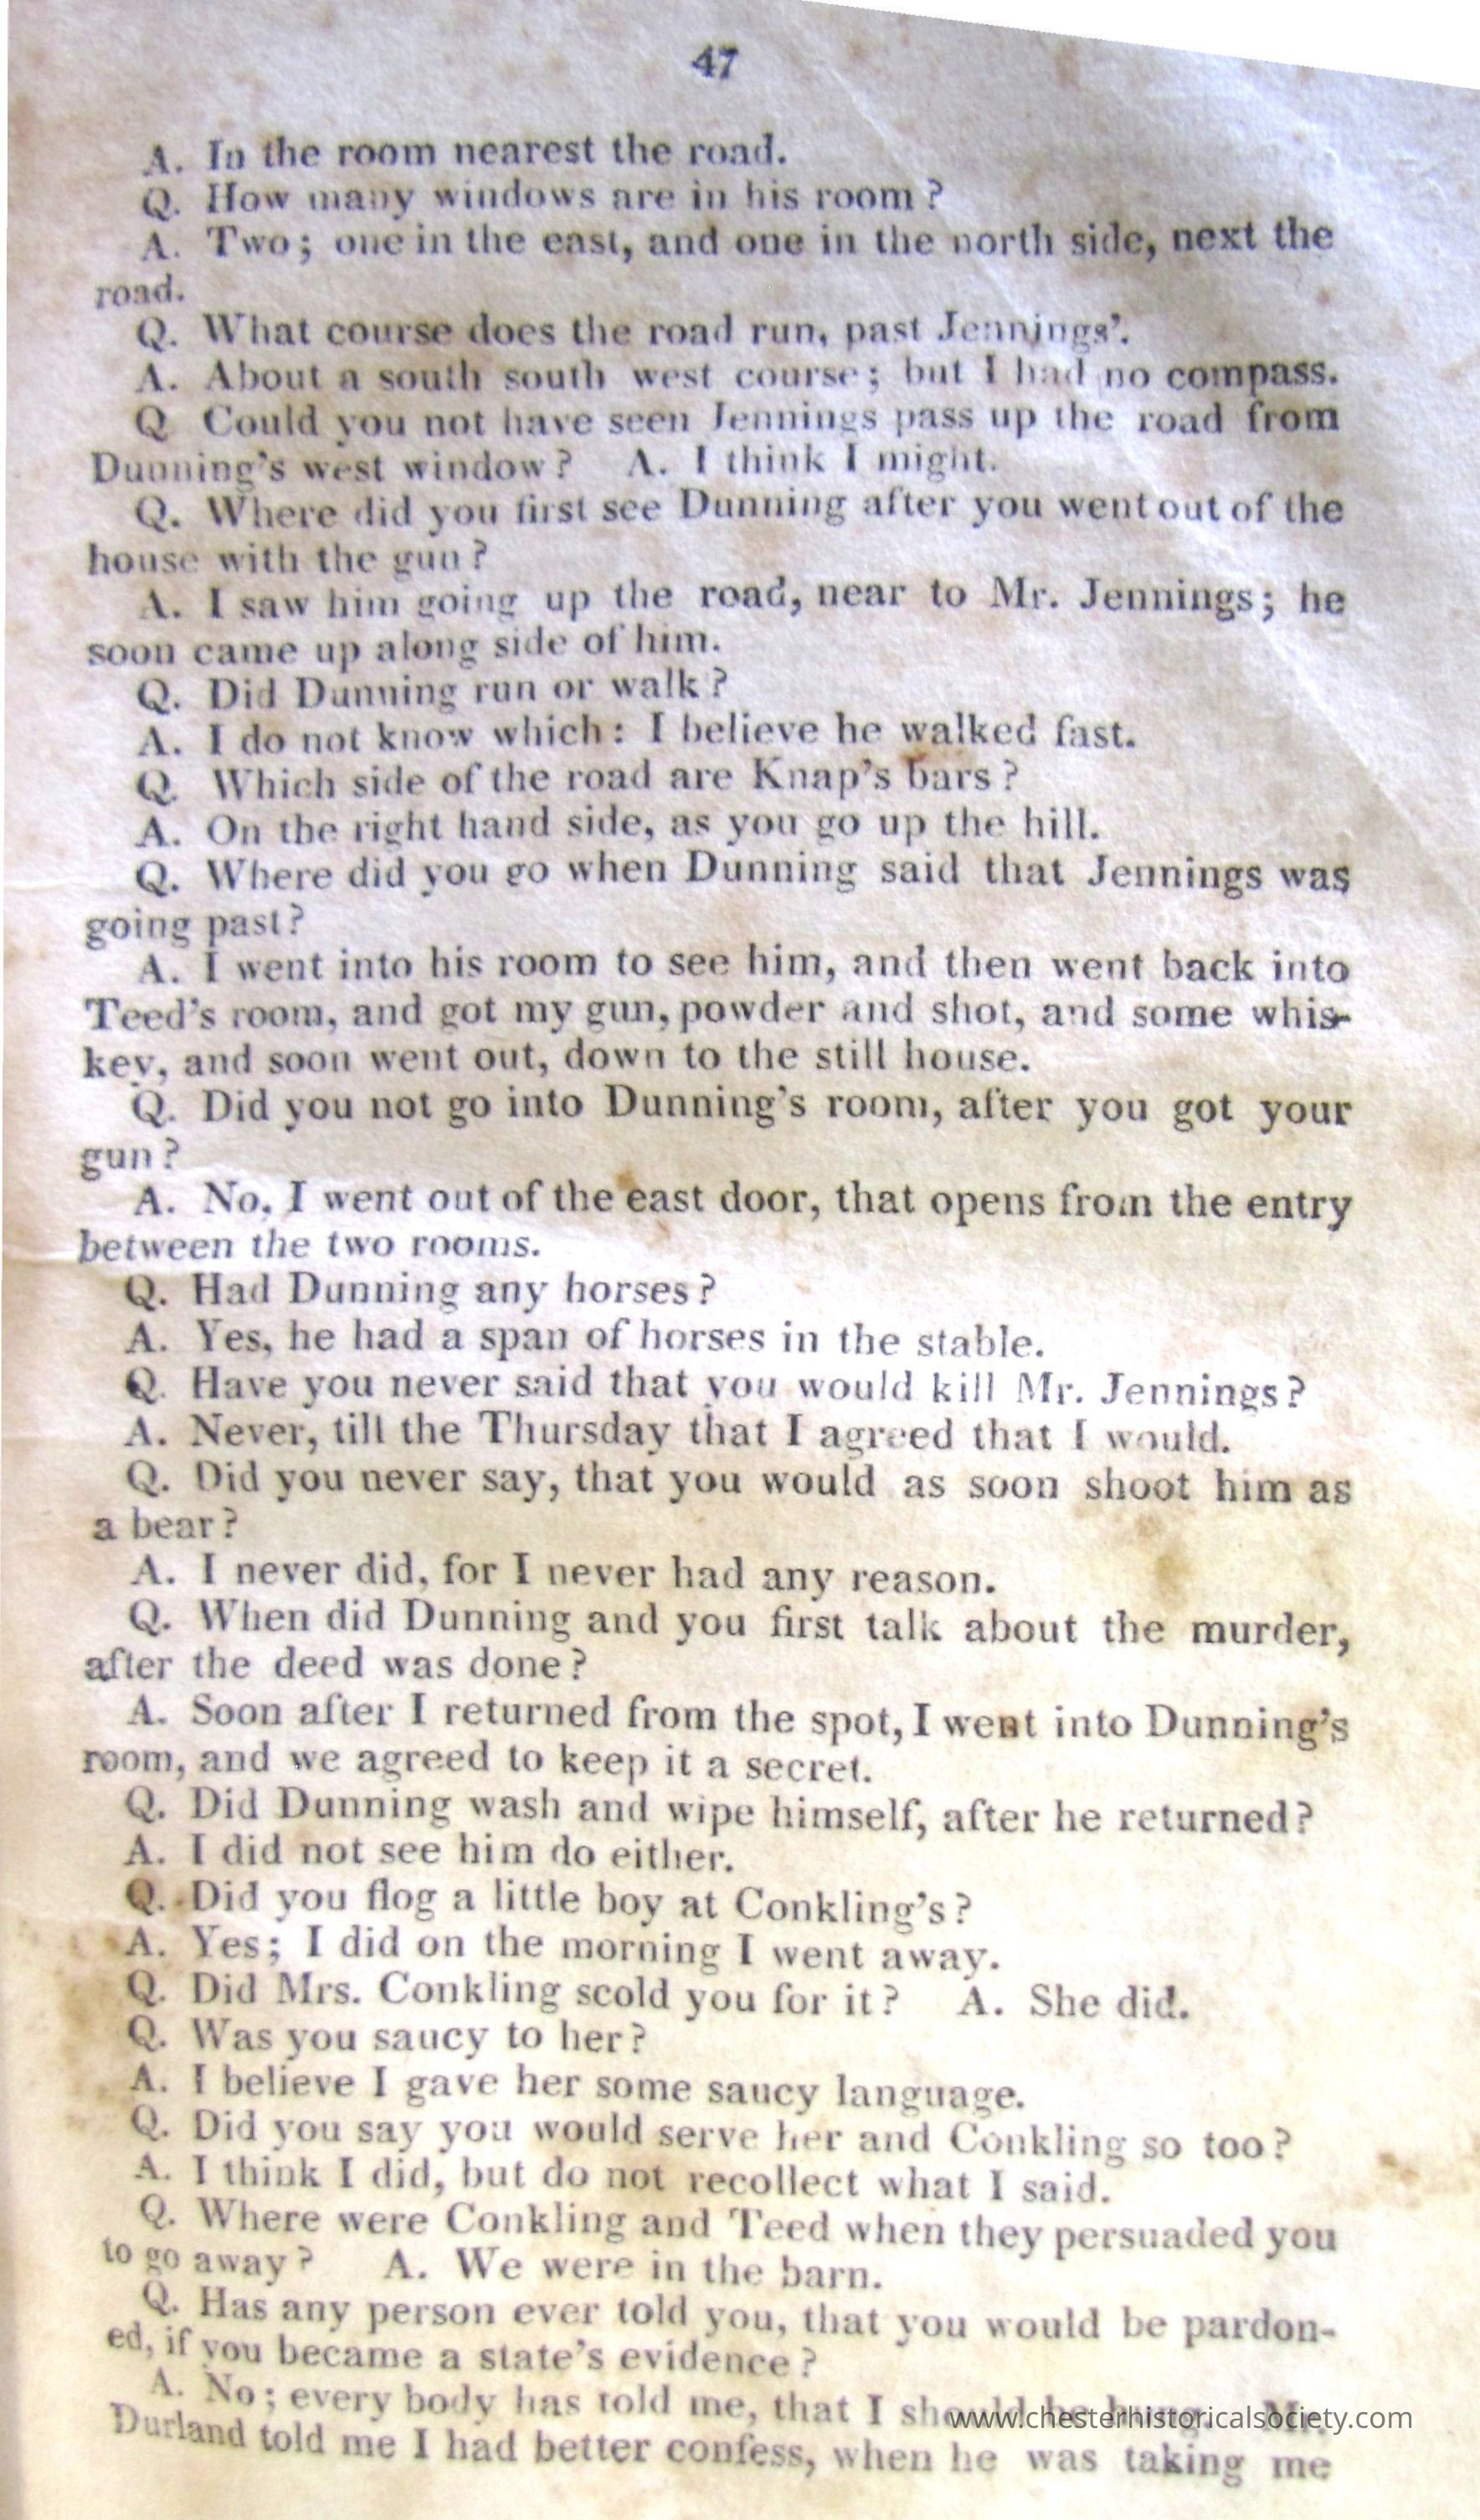 47
A. In the room nearest the road.
Q. How many windows are in his room?
A. Two; one in the east, and one in the north side, next the
road.
Q. What course does the road run, past Jennings'.
A. About a south south west course; but I had no compass.
Q Could you not have seen Jennings pass up the road from
Dunning's west window? A. I think I might.
Q. Where did you first see Dunning after you went out of the
house with the gun?
A. I saw him going up the road, near to Mr. Jennings; he
soon came up along side of him.
Q. Did Dunning run or walk?
A. I do not know which: I believe he walked fast.
Q. Which side of the road are Knap's bars?
A. On the right hand side, as you go up the hill.
Q. Where did you go when Dunning said that Jennings was
going past?
A. I went into his room to see him, and then went back into
Teed's room, and got my gun, powder and shot, and some whis-
key, and soon went out, down to the still house.
Q. Did you not go into Dunning's room, after you got your
gun?
A. No, I went out of the east door, that opens from the entry
between the two rooms.
Q. Had Dunning any horses?
A. Yes, he had a span of horses in the stable.
Q. Have you never said that you would kill Mr. Jennings?
A. Never, till the Thursday that I agreed that I would.
Q. Did you never say, that you would as soon shoot him as
a bear?
A. I never did, for I never had any reason.
Q. When did Dunning and you first talk about the murder,
after the deed was done?
A. Soon after I returned from the spot, I went into Dunning's
room, and we agreed to keep it a secret.
Q. Did Dunning wash and wipe himself, after he returned?
A. I did not see him do either.
Q. Did you flog a little boy at Conkling's?
A. Yes; I did on the morning I went away.
Q. Did Mrs. Conkling scold you for it? A. She did.
Q. Was you saucy to her?
A. I believe I gave her some saucy language.
Q. Did you say you would serve her and Conkling so too?
A. I think I did, but do not recollect what I said.
Q. Where were Conkling and Teed when they persuaded you
to go away? A. We were in the barn.
Q. Has any person ever told you, that you would be pardon-
ed, if you became a state's evidence?
A. No; every body has told me, that I should be hung. Mr.
www.chesterhistoricalsociety.com
Durland told me I had better confess, when he was taking me